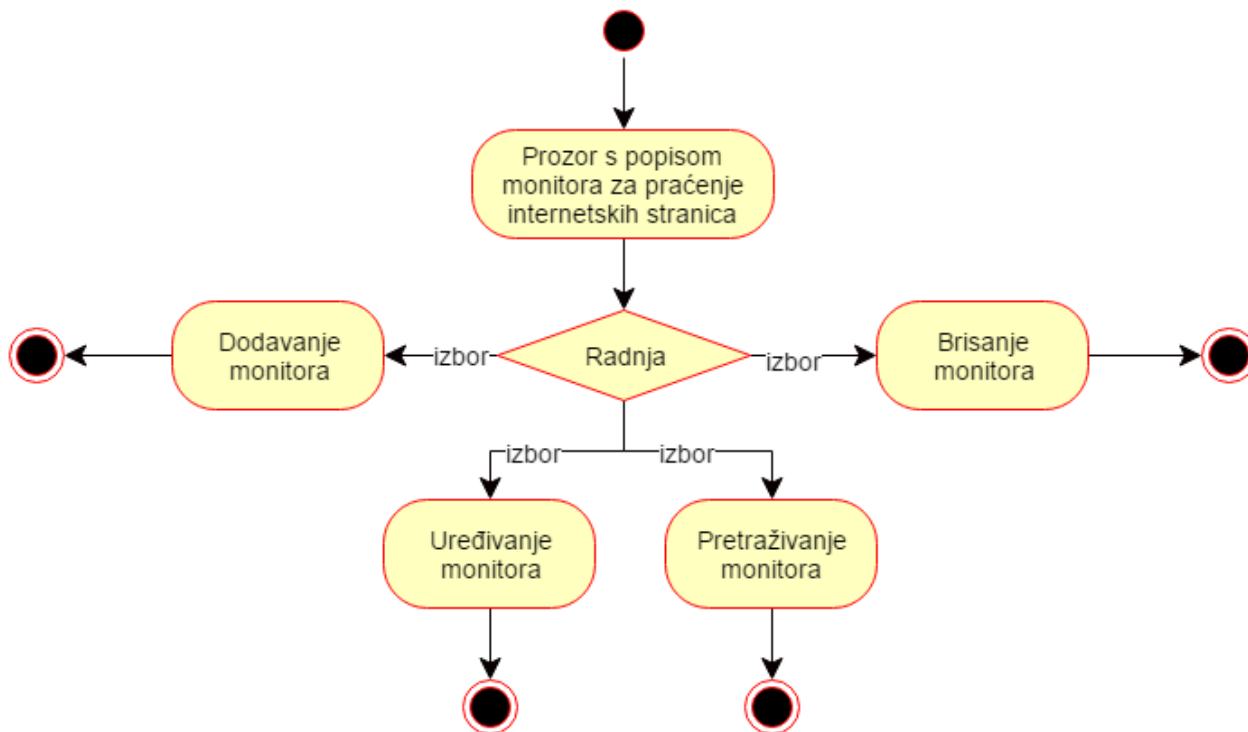 Prozor s popisom
monitora za praćenje
internetskih stranica
Dodavanje
monitora
izbor
Radnja
izbor
Brisanje
monitora
izbor
izbor
Uređivanje
monitora
Pretraživanje
monitora